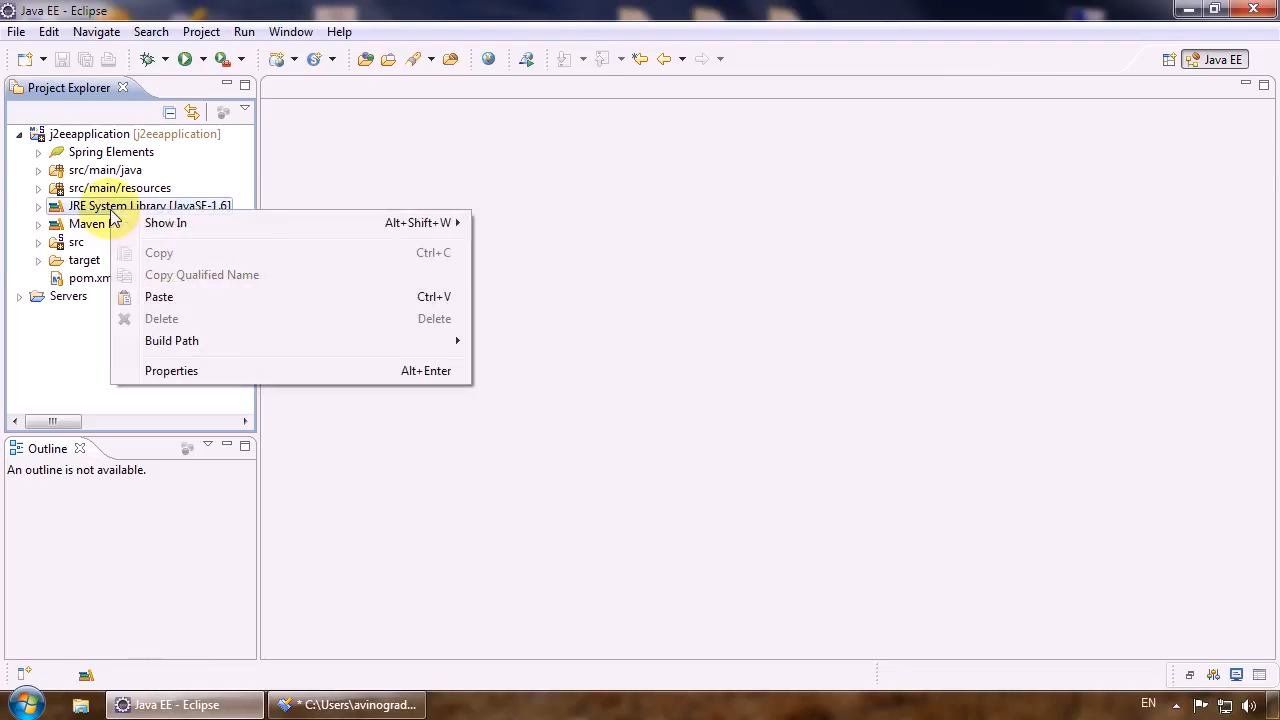 Java EE - Eclipse
File Edit Navigate Search Project Run Window Help
Java EE
Project Explorer
j2eeapplication [j2eeapplication]
Spring Elements
src/main/java
src/main/resources
JRE System Library [JavaSE-1.6]
Maven
src
target
pom.xm
Servers
Show In Alt+Shift+W
Copy Ctrl+C
Copy Qualified Name
Paste Ctrl+V
Delete Delete
Build Path
Properties Alt+Enter
Outline
An outline is not available.
Java EE - Eclipse
* C:\Users\avinograd...
EN